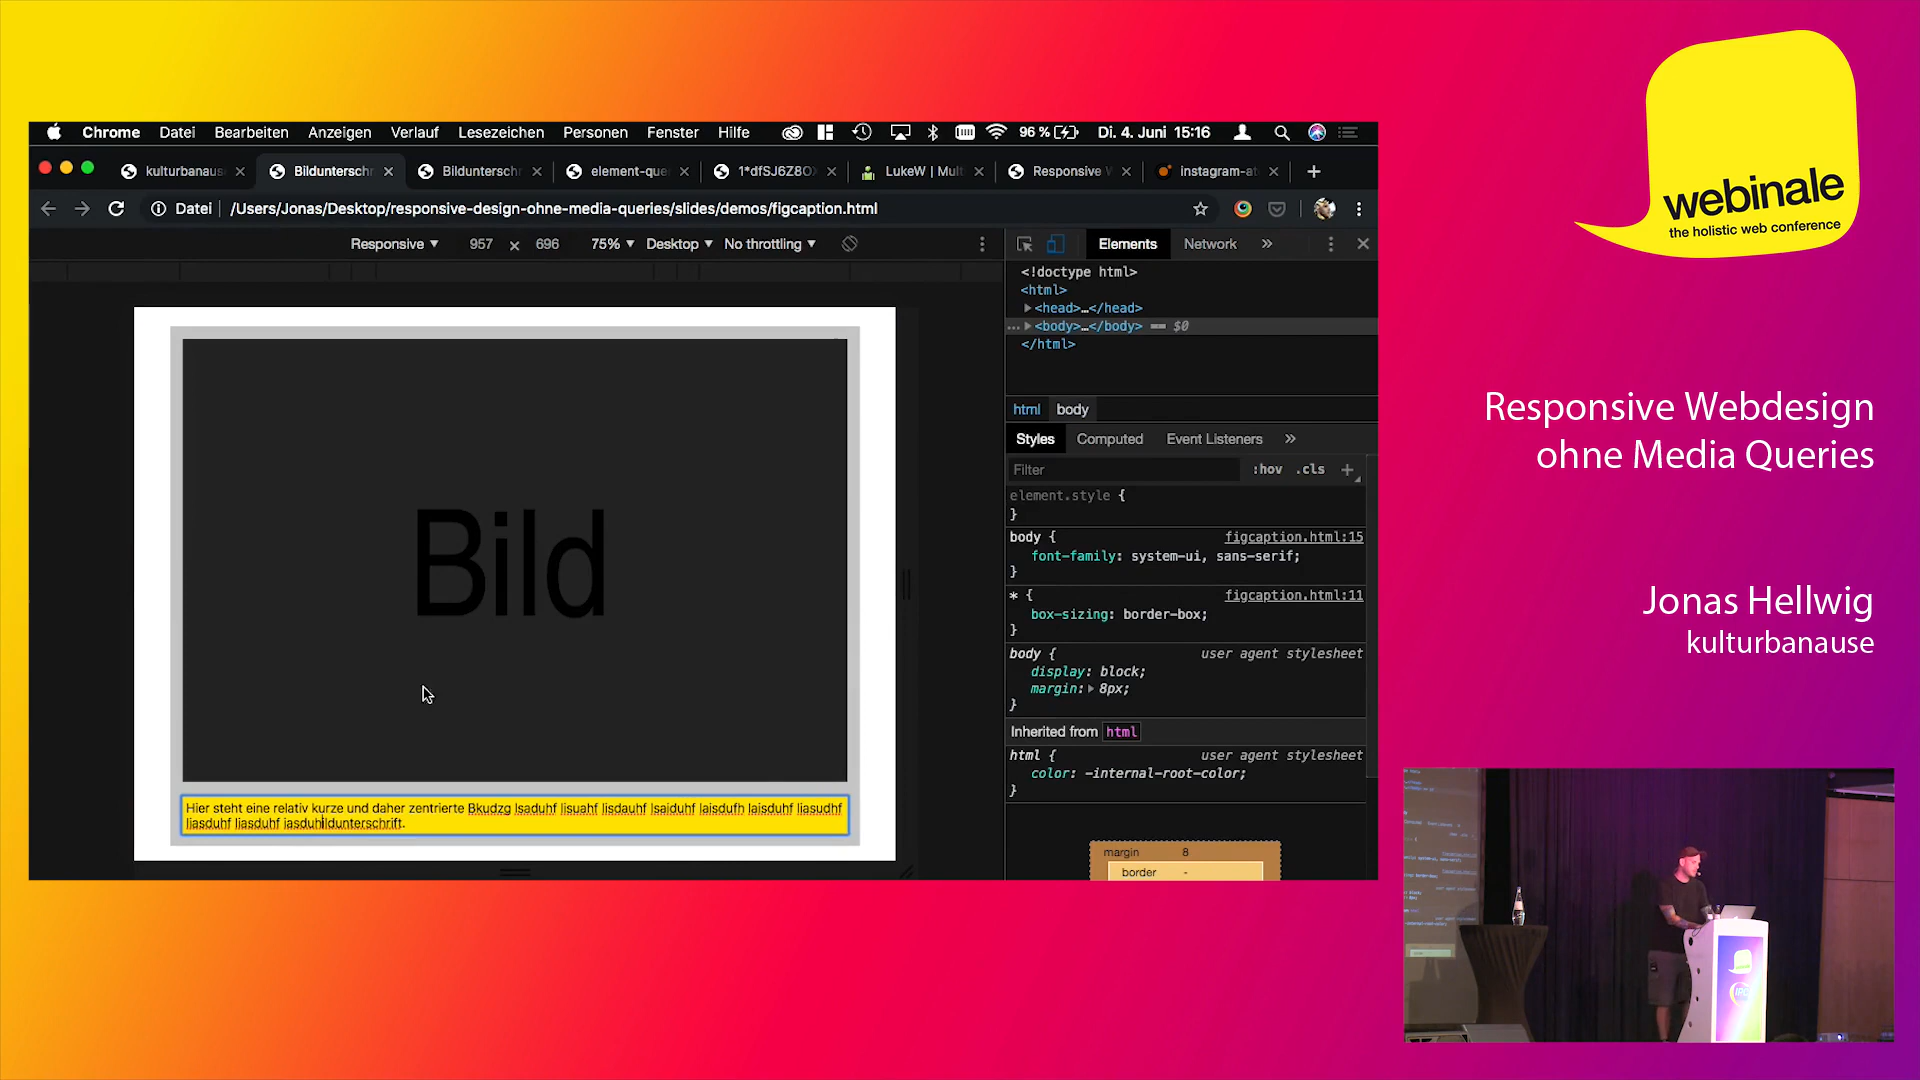 Chrome Datei Bearbeiten Anzeigen Verlauf Lesezeichen Personen Fenster Hilfe 96 % Di. 4. Juni 15:16
kulturbanaus Bildunterschr Bildunterschr element-que 1*dfSJ6Z8O LukeW | Mult Responsive W instagram-at
Datei /Users/Jonas/Desktop/responsive-design-ohne-media-queries/slides/demos/figcaption.html
Responsive 957 x 696 75% Desktop No throttling
Elements Network »
<!doctype html>
<html>
<head>…</head>
… <body>…</body> == $0
</html>
html body
Styles Computed Event Listeners »
Filter :hov .cls +
element.style {
}
body { figcaption.html:15
font-family: system-ui, sans-serif;
}
* { figcaption.html:11
box-sizing: border-box;
}
body { user agent stylesheet
display: block;
margin: 8px;
}
Inherited from html
html { user agent stylesheet
color: -internal-root-color;
}
margin 8
border -
Bild
Hier steht eine relativ kurze und daher zentrierte Bkudzg lsaduhf lisuahf lisdauhf lsaiduhf laisdufh laisduhf liasudhf
liasduhf liasduhf iasduhildunterschrift.
webinale
the holistic web conference
Responsive Webdesign
ohne Media Queries
Jonas Hellwig
kulturbanause